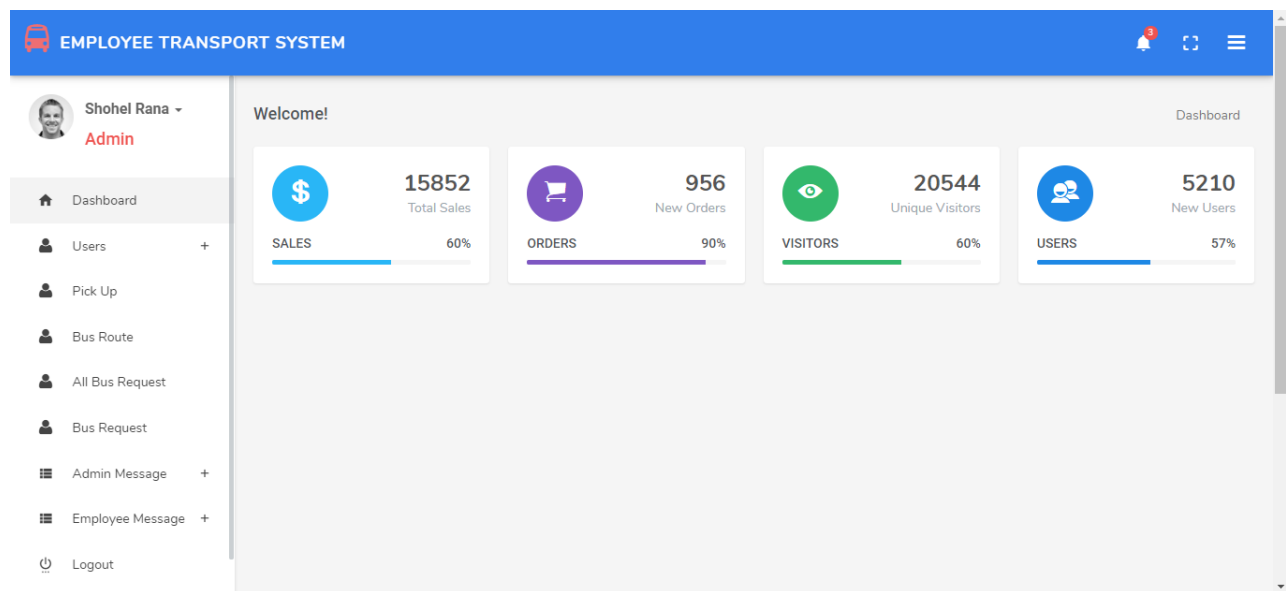 EMPLOYEE TRANSPORT SYSTEM
3
Shohel Rana
Admin
Dashboard
Users +
Pick Up
Bus Route
All Bus Request
Bus Request
Admin Message +
Employee Message +
Logout
Welcome!
Dashboard
$
15852
Total Sales
SALES 60%
956
New Orders
ORDERS 90%
20544
Unique Visitors
VISITORS 60%
5210
New Users
USERS 57%